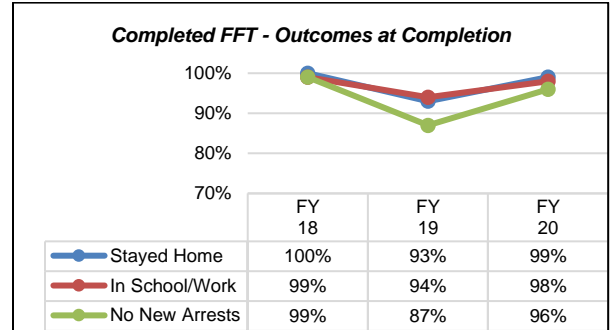 Completed FFT - Outcomes at Completion
100%
90%
80%
70%
FY FY FY
18 19 20
Stayed Home 100% 93% 99%
In School/Work 99% 94% 98%
No New Arrests 99% 87% 96%